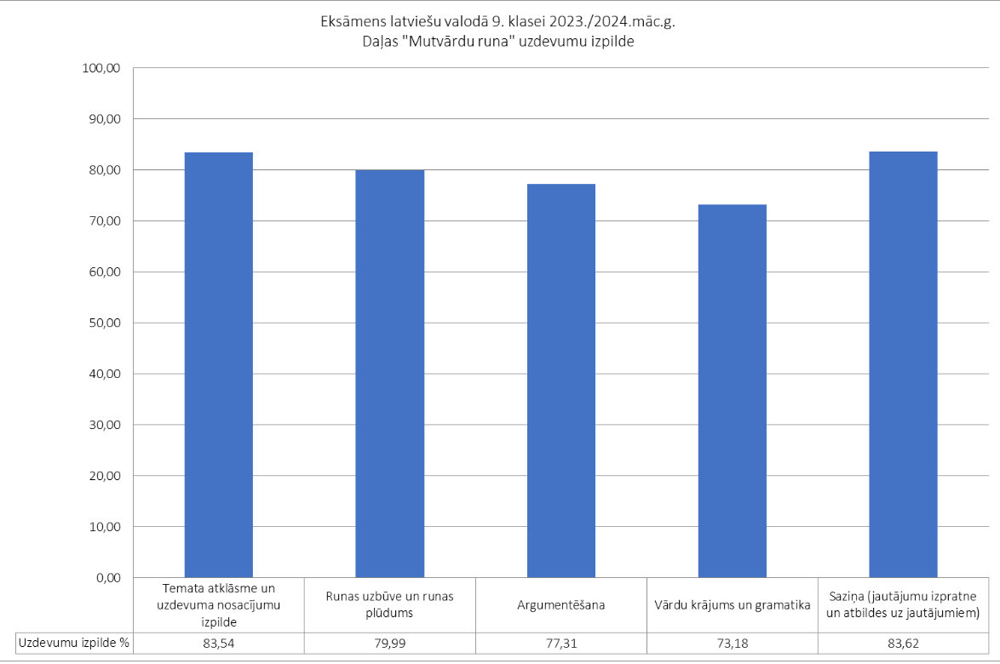 Eksāmens latviešu valodā 9. klasei 2023./2024.māc.g.
Daļas "Mutvārdu runa" uzdevumu izpilde
100,00
90,00
80,00
70,00
60,00
50,00
40,00
30,00
20,00
10,00
0,00
Temata atklāsme un
uzdevuma nosacījumu
izpilde
Runas uzbūve un runas
plūdums
Argumentēšana
Vārdu krājums un gramatika
Saziņa (jautājumu izpratne
un atbildes uz jautājumiem)
Uzdevumu izpilde % 83,54 79,99 77,31 73,18 83,62